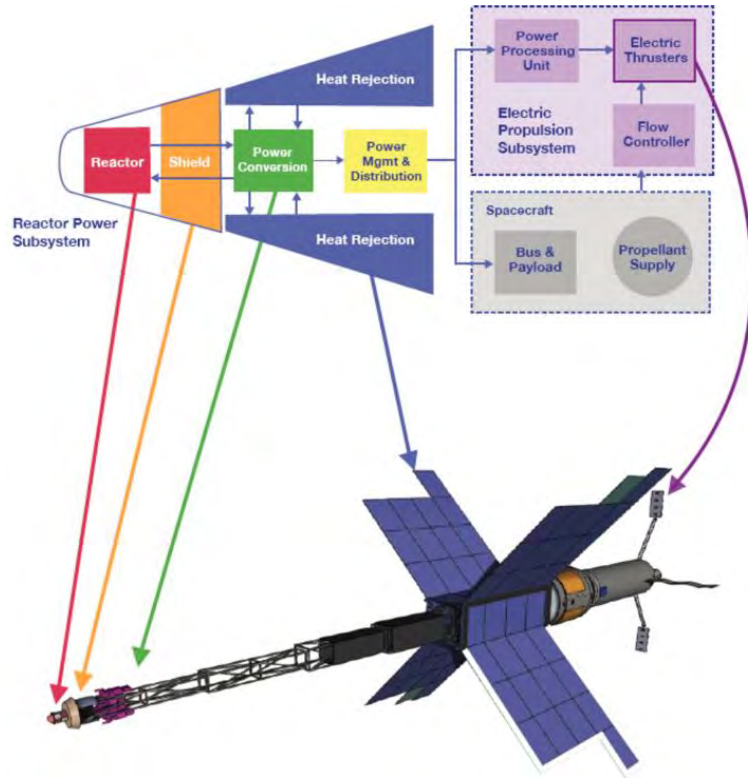 Heat Rejection
Power
Processing
Unit
Electric
Thrusters
Electric
Propulsion
Subsystem
Flow
Controller
Reactor
Shield
Power
Conversion
Power
Mgmt &
Distribution
Reactor Power
Subsystem
Heat Rejection
Spacecraft
Bus &
Payload
Propellant
Supply